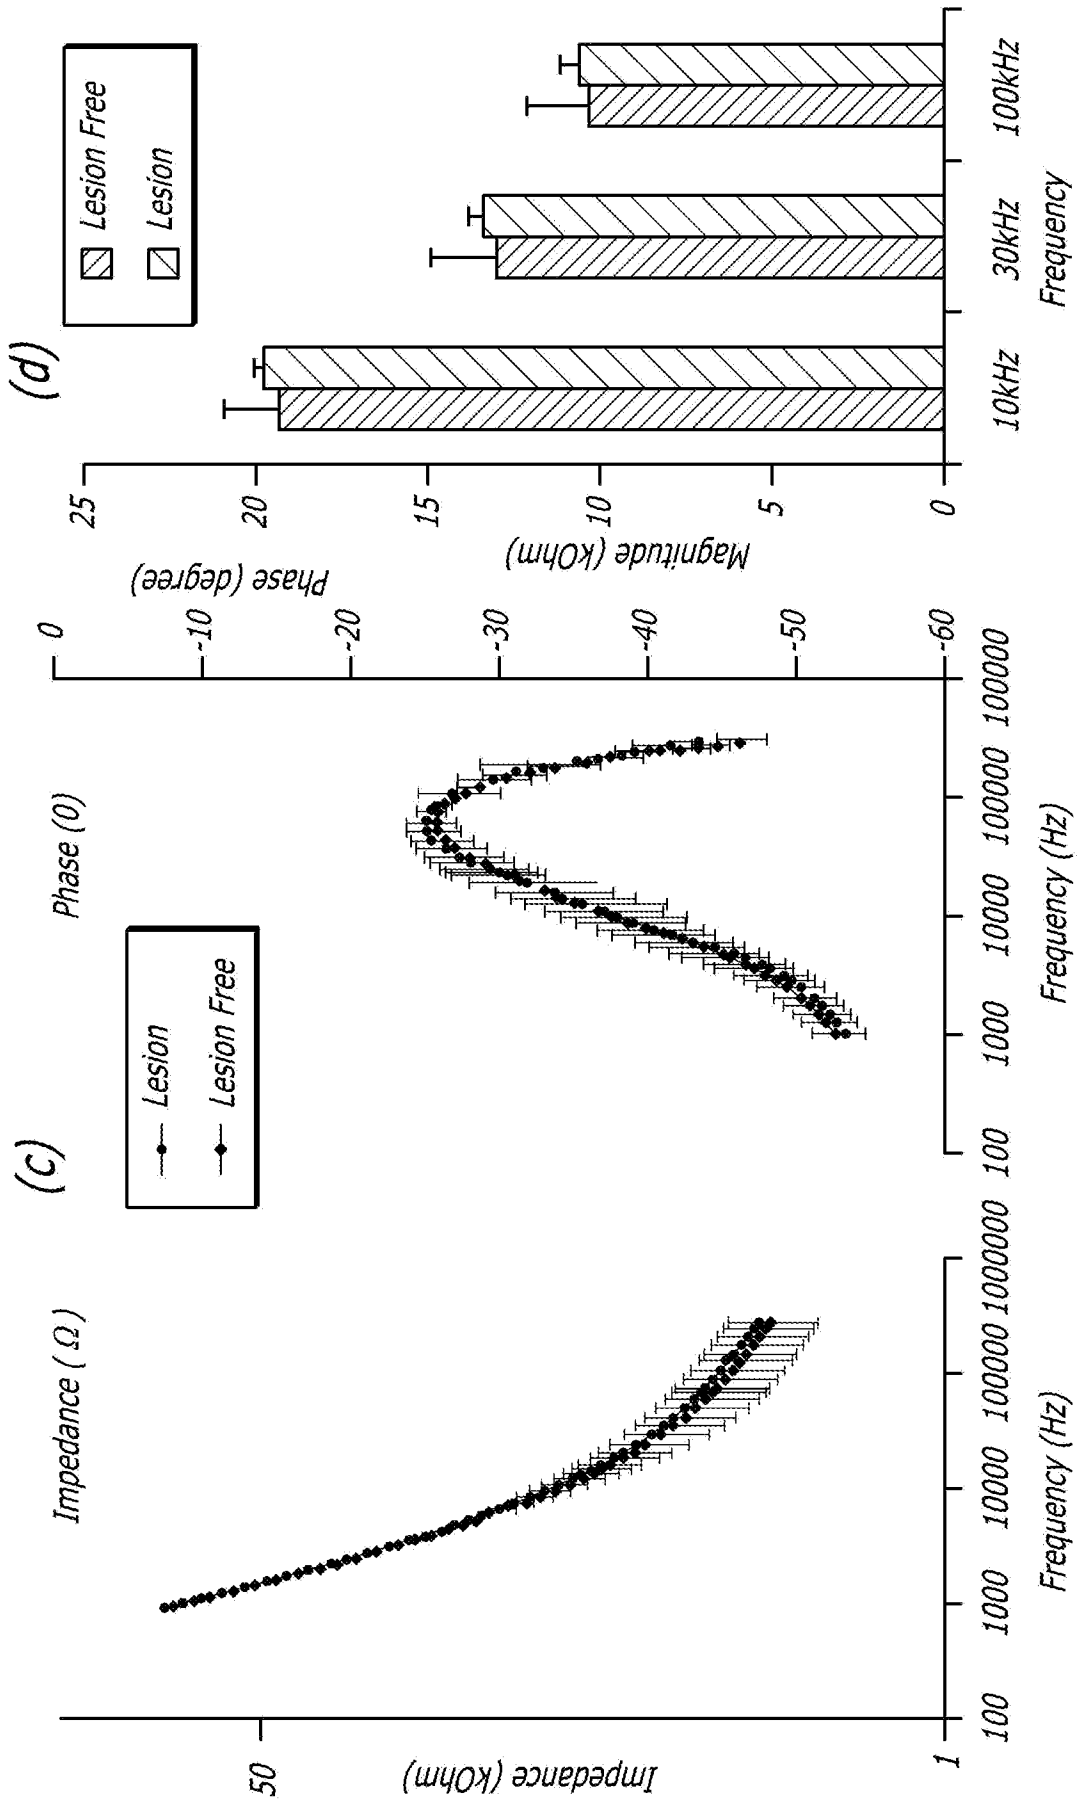 (c)
(d)
Impedance ( Ω )
Lesion
Lesion Free
Phase (0)
Impedance (kOhm)
50
1
100
1000
10000
100000
1000000
Frequency (Hz)
100
1000
10000
100000
100000
Frequency (Hz)
Phase (degree)
0
-10
-20
-30
-40
-50
-60
Lesion Free
Lesion
Magnitude (kOhm)
25
20
15
10
5
0
10kHz
30kHz
100kHz
Frequency